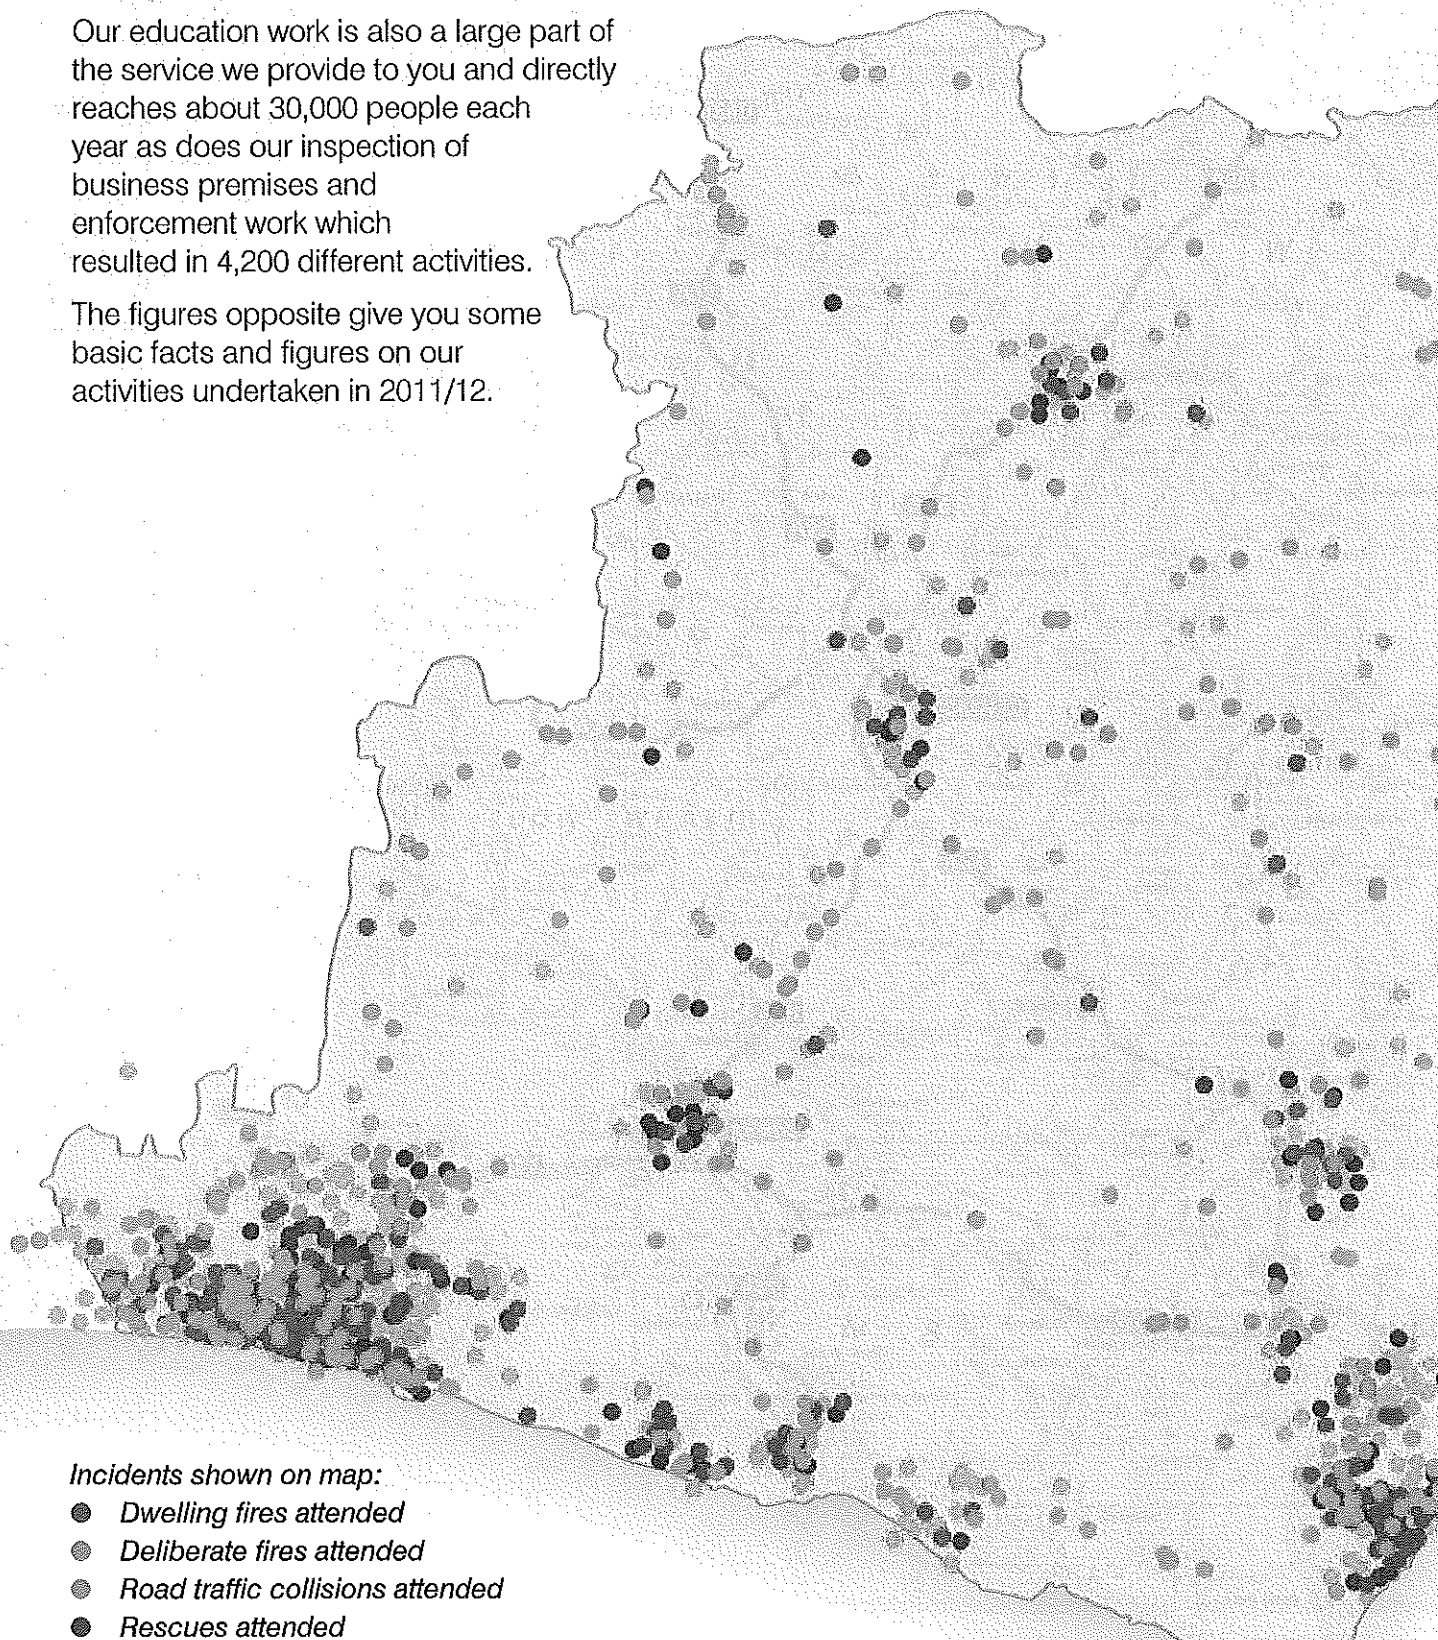 Our education work is also a large part of
the service we provide to you and directly
reaches about 30,000 people each
year as does our inspection of
business premises and
enforcement work which
resulted in 4,200 different activities.
The figures opposite give you some
basic facts and figures on our
activities undertaken in 2011/12.
Incidents shown on map:
Dwelling fires attended
Deliberate fires attended
Road traffic collisions attended
Rescues attended